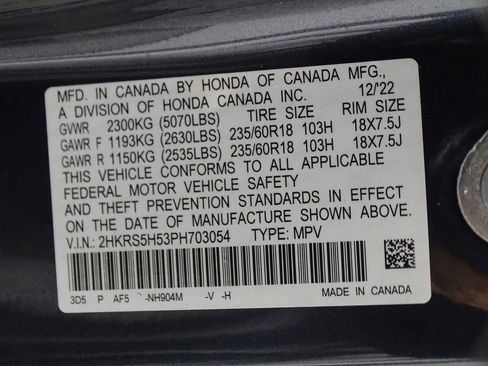 MFD. IN CANADA BY HONDA OF CANADA MFG.,
A DIVISION OF HONDA CANADA INC. 12/'22
GVWR 2300KG (5070LBS) TIRE SIZE RIM SIZE
GAWR F 1193KG (2630LBS) 235/60R18 103H 18X7.5J
GAWR R 1150KG (2535LBS) 235/60R18 103H 18X7.5J
THIS VEHICLE CONFORMS TO ALL APPLICABLE
FEDERAL MOTOR VEHICLE SAFETY
AND THEFT PREVENTION STANDARDS IN EFFECT
ON THE DATE OF MANUFACTURE SHOWN ABOVE.
V.I.N.: 2HKRS5H53PH703054 TYPE: MPV
3D5 P AF5 -NH904M -V -H
MADE IN CANADA